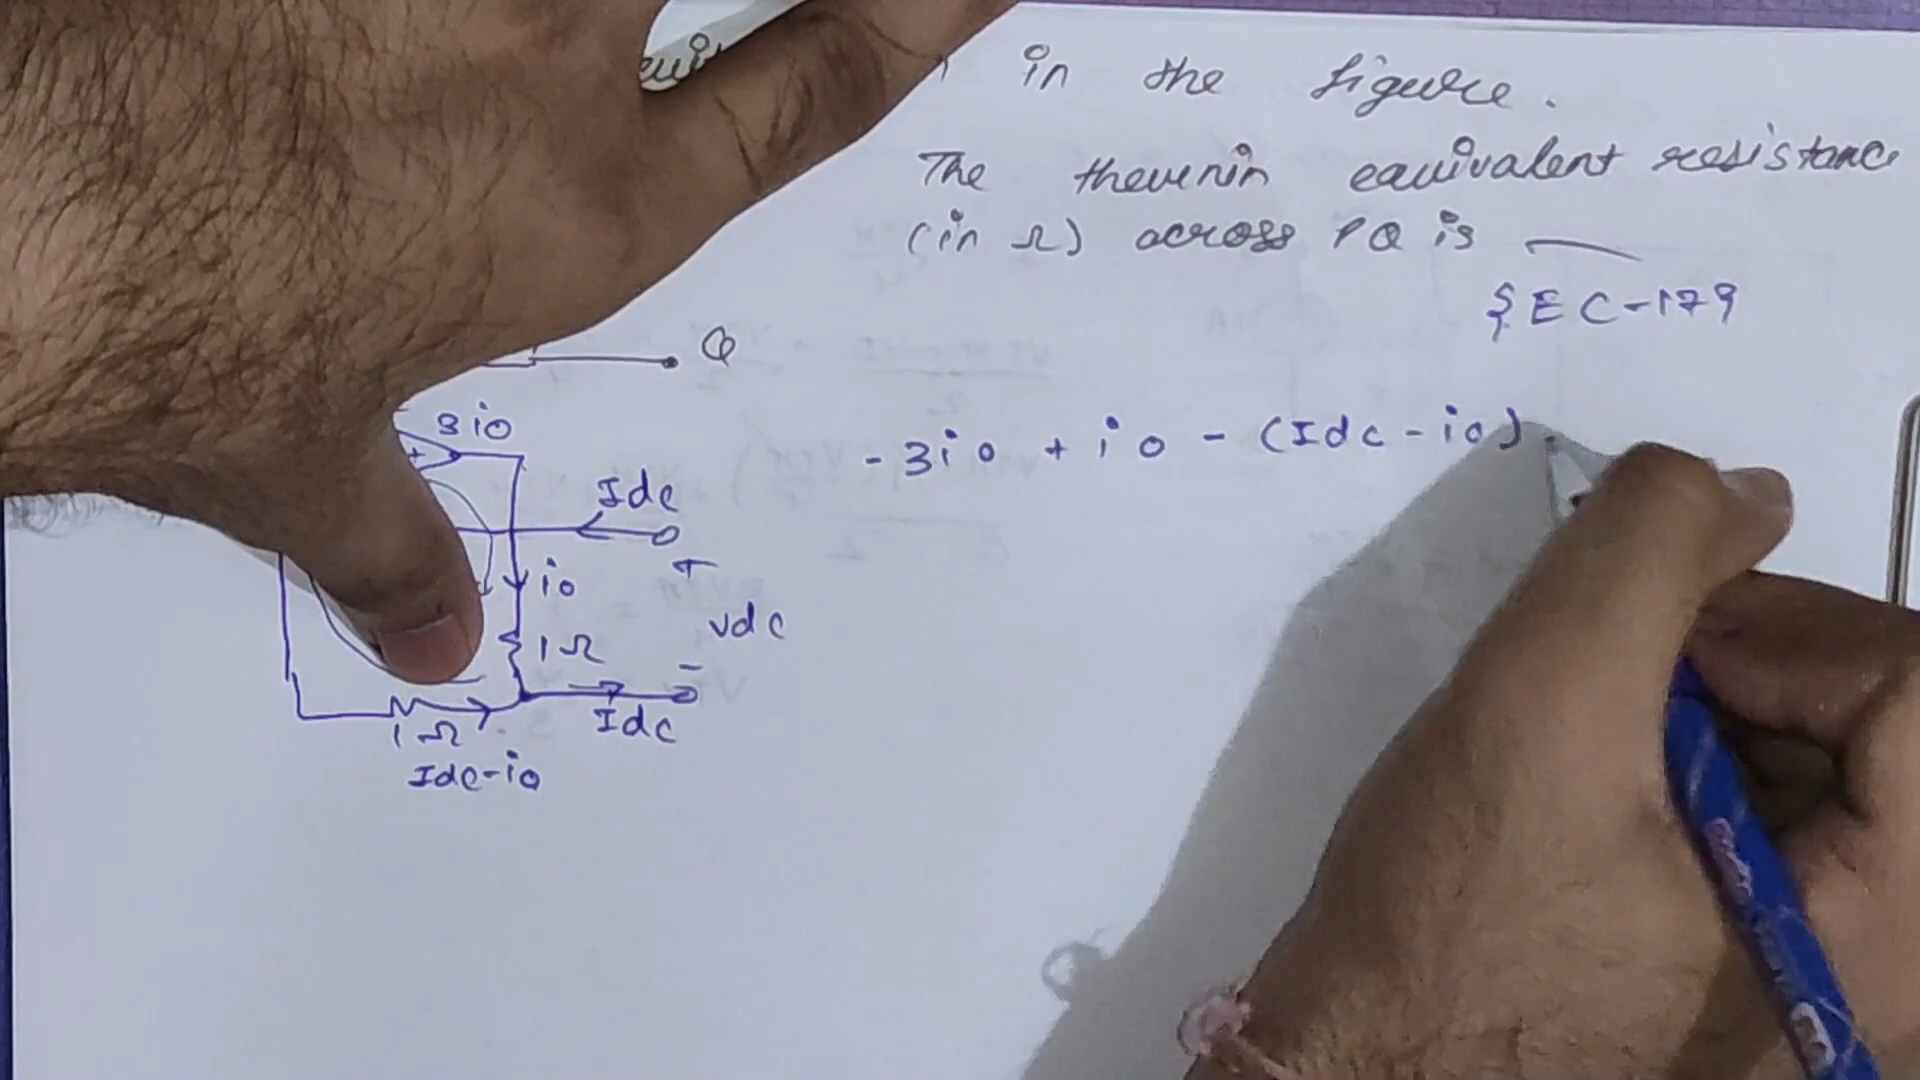 in the figure.
The thevenin equivalent resistance
(in Ω) across PQ is
{EC-179
Q
3io
- 3io + io - (Idc - io)
+
Idc
+
io
Vdc
1Ω
-
Idc
1Ω
Idc-io